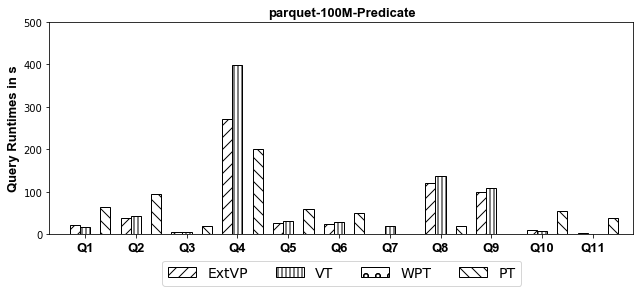 parquet-100M-Predicate
Query Runtimes in s
500
400
300
200
100
0
Q1 Q2 Q3 Q4 Q5 Q6 Q7 Q8 Q9 Q10 Q11
ExtVP VT WPT PT